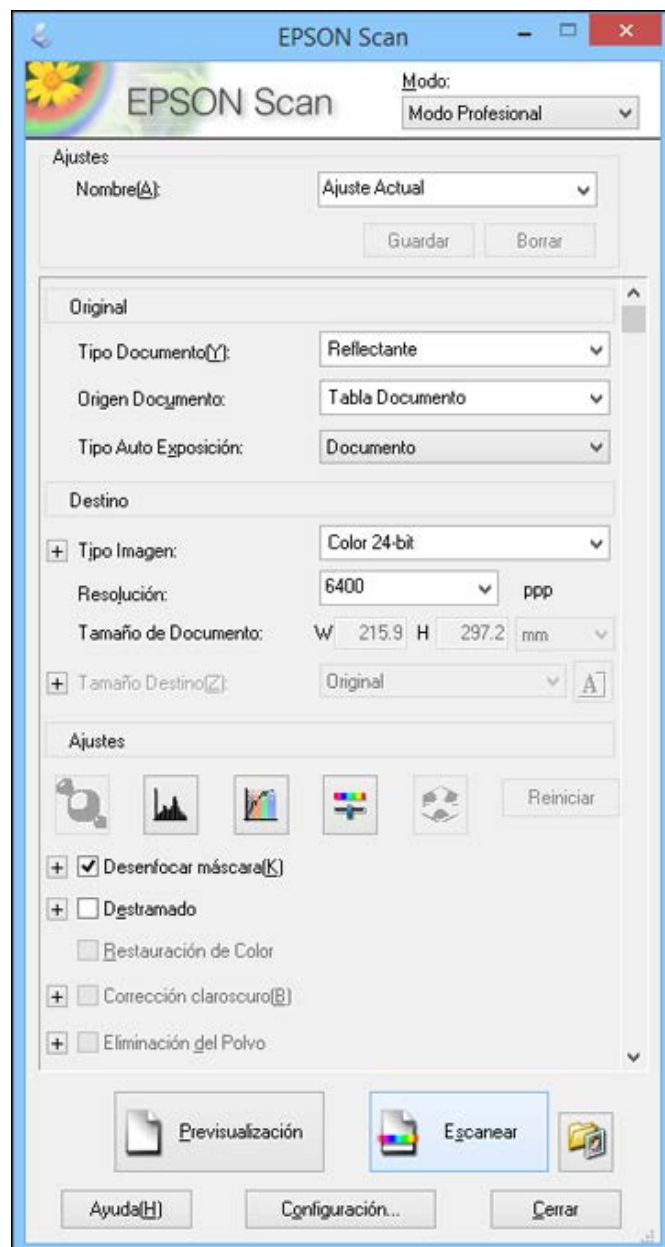 EPSON Scan
EPSON Scan
Modo:
Modo Profesional
Ajustes
Nombre(A):
Ajuste Actual
Guardar
Borrar
Original
Tipo Documento(Y):
Reflectante
Origen Documento:
Tabla Documento
Tipo Auto Exposición:
Documento
Destino
+ Tipo Imagen:
Color 24-bit
Resolución:
6400
ppp
Tamaño de Documento:
W 215.9 H 297.2 mm
+ Tamaño Destino(Z):
Original
A
Ajustes
Reiniciar
+ Desenfocar máscara(K)
+ Destramado
Restauración de Color
+ Corrección claroscuro(B)
+ Eliminación del Polvo
Previsualización
Escanear
Ayuda(H)
Configuración...
Cerrar